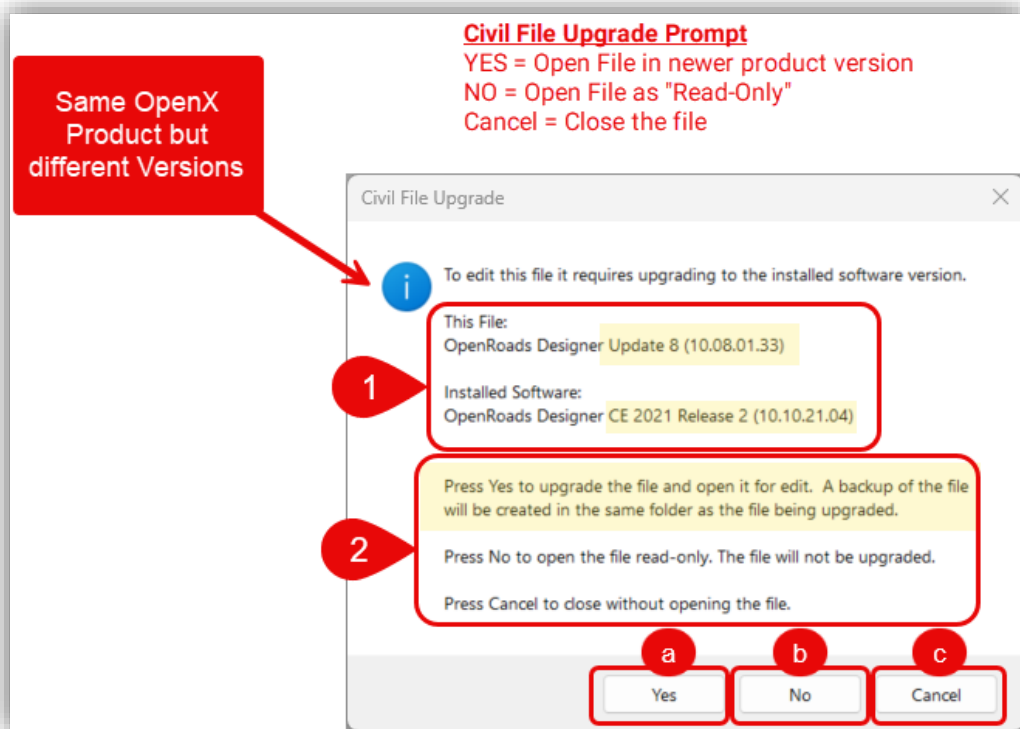 Civil File Upgrade Prompt
YES = Open File in newer product version
NO = Open File as "Read-Only"
Cancel = Close the file
Same OpenX
Product but
different Versions
Civil File Upgrade
i
To edit this file it requires upgrading to the installed software version.
This File:
OpenRoads Designer Update 8 (10.08.01.33)
1
Installed Software:
OpenRoads Designer CE 2021 Release 2 (10.10.21.04)
Press Yes to upgrade the file and open it for edit. A backup of the file
will be created in the same folder as the file being upgraded.
2
Press No to open the file read-only. The file will not be upgraded.
Press Cancel to close without opening the file.
a b c
Yes No Cancel